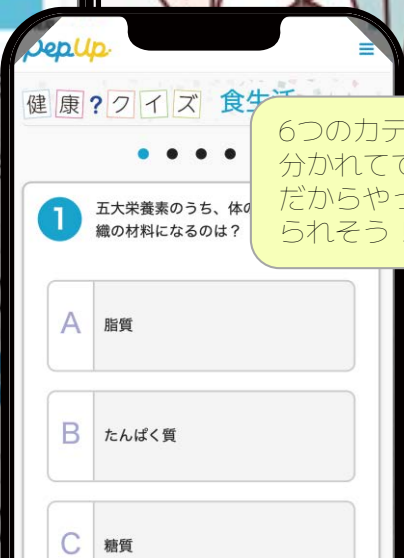 PepUp
健康?クイズ 食生
1
五大栄養素のうち、体の
織の材料になるのは？
6つのカテ
分かれてて
だからやっ
られそう
A
脂質
B
たんぱく質
C
糖質